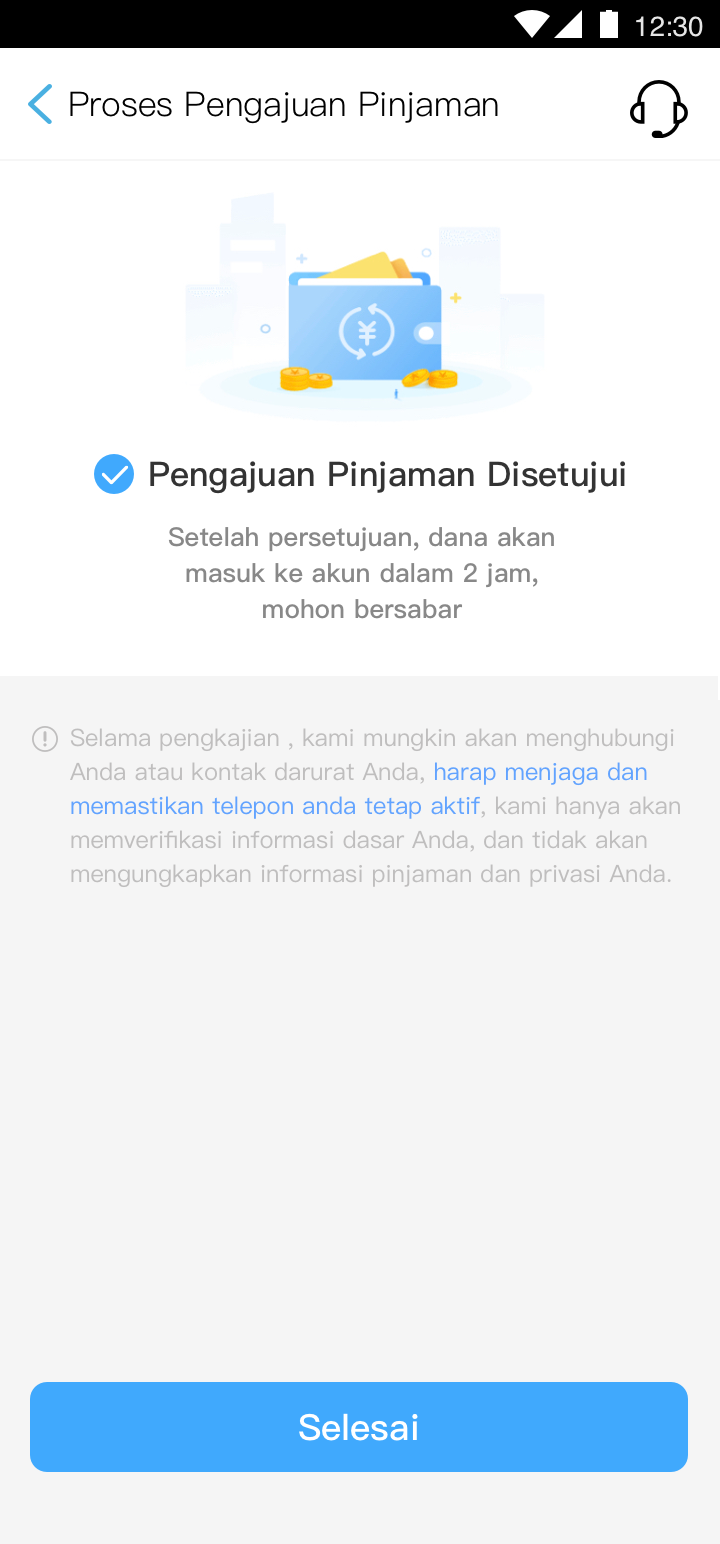 12:30
Proses Pengajuan Pinjaman
¥
Pengajuan Pinjaman Disetujui
Setelah persetujuan, dana akan
masuk ke akun dalam 2 jam,
mohon bersabar
Selama pengkajian , kami mungkin akan menghubungi
Anda atau kontak darurat Anda, harap menjaga dan
memastikan telepon anda tetap aktif, kami hanya akan
memverifikasi informasi dasar Anda, dan tidak akan
mengungkapkan informasi pinjaman dan privasi Anda.
Selesai